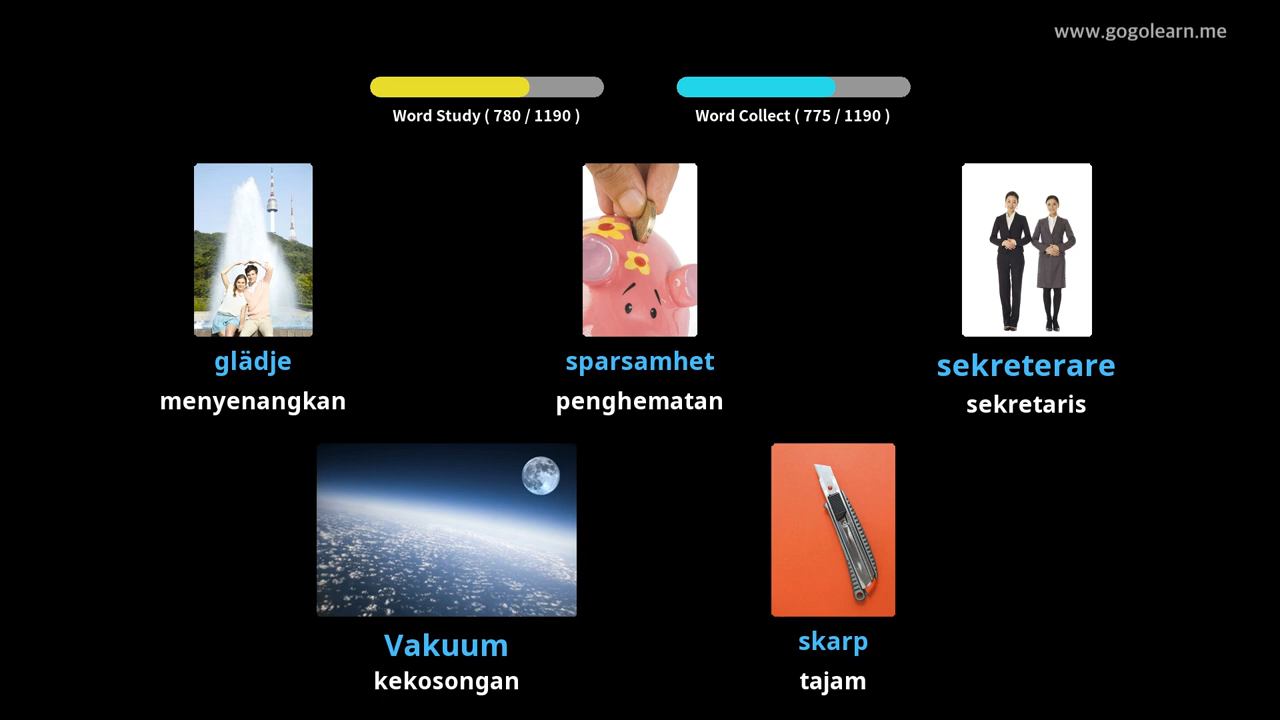 www.gogolearn.me
Word Study ( 780 / 1190 )
Word Collect ( 775 / 1190 )
glädje
menyenangkan
sparsamhet
penghematan
sekreterare
sekretaris
Vakuum
kekosongan
skarp
tajam